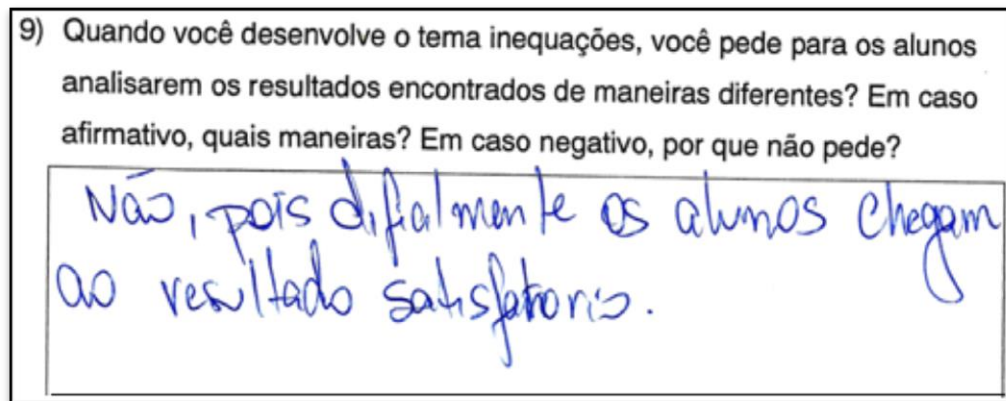 9) Quando você desenvolve o tema inequações, você pede para os alunos
analisarem os resultados encontrados de maneiras diferentes? Em caso
afirmativo, quais maneiras? Em caso negativo, por que não pede?
Não, pois dificilmente os alunos chegam
ao resultado satisfatorio.